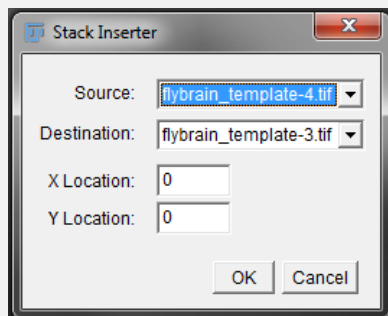 Stack Inserter
Source: flybrain_template-4.tif
Destination: flybrain_template-3.tif
X Location: 0
Y Location: 0
OK Cancel